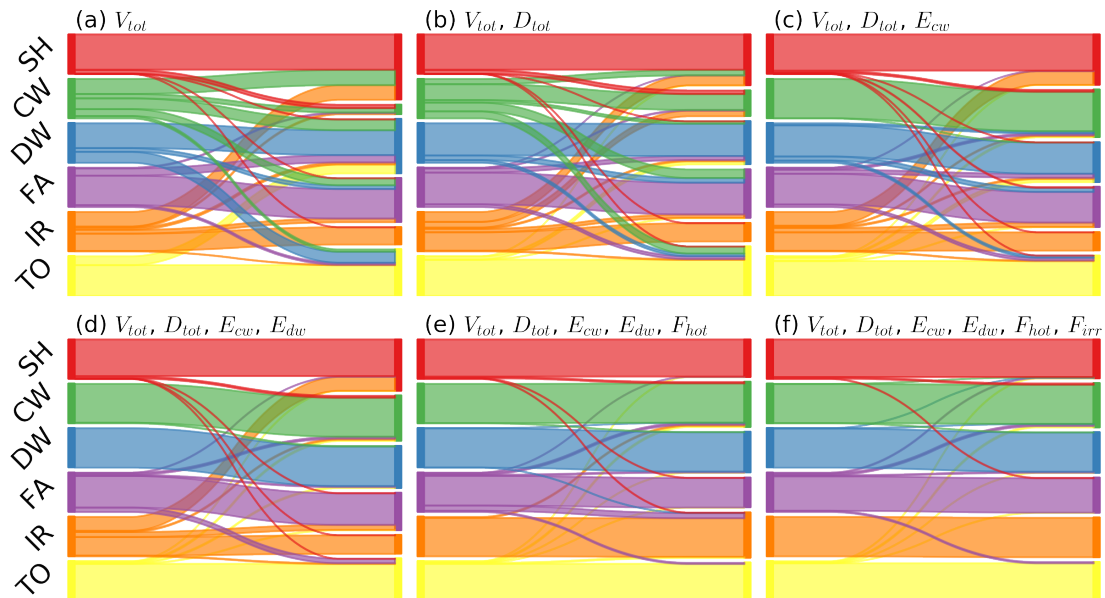 (a) V_tot
(b) V_tot, D_tot
(c) V_tot, D_tot, E_cw
SH
CW
DW
FA
IR
TO
(d) V_tot, D_tot, E_cw, E_dw
(e) V_tot, D_tot, E_cw, E_dw, F_hot
(f) V_tot, D_tot, E_cw, E_dw, F_hot, F_irr
SH
CW
DW
FA
IR
TO